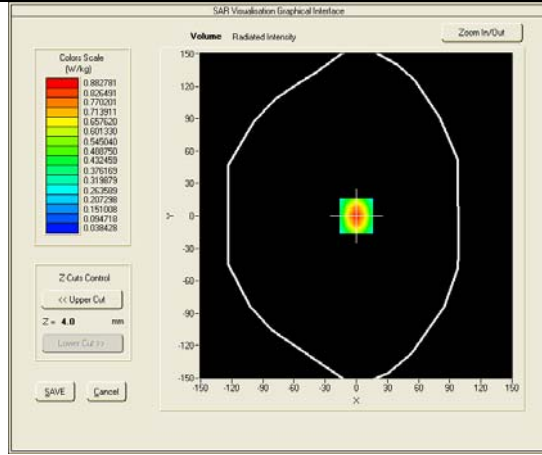 SAR Visualisation Graphical Interface
Volume Radiated Intensity
Zoom In/Out
Colors Scale
(W/kg)
0.882781
0.826491
0.770201
0.713911
0.657620
0.601330
0.545040
0.488750
0.432459
0.376169
0.319879
0.263589
0.207298
0.151008
0.094718
0.038428
Z Cuts Control
<< Upper Cut
Z = 4.0 mm
Lower Cut >>
SAVE Cancel
150-
120-
90-
60-
30-
0-
-30-
-60-
-90-
-120-
-150-
Y
-150 -120 -90 -60 -30 0 30 60 90 120 150
X